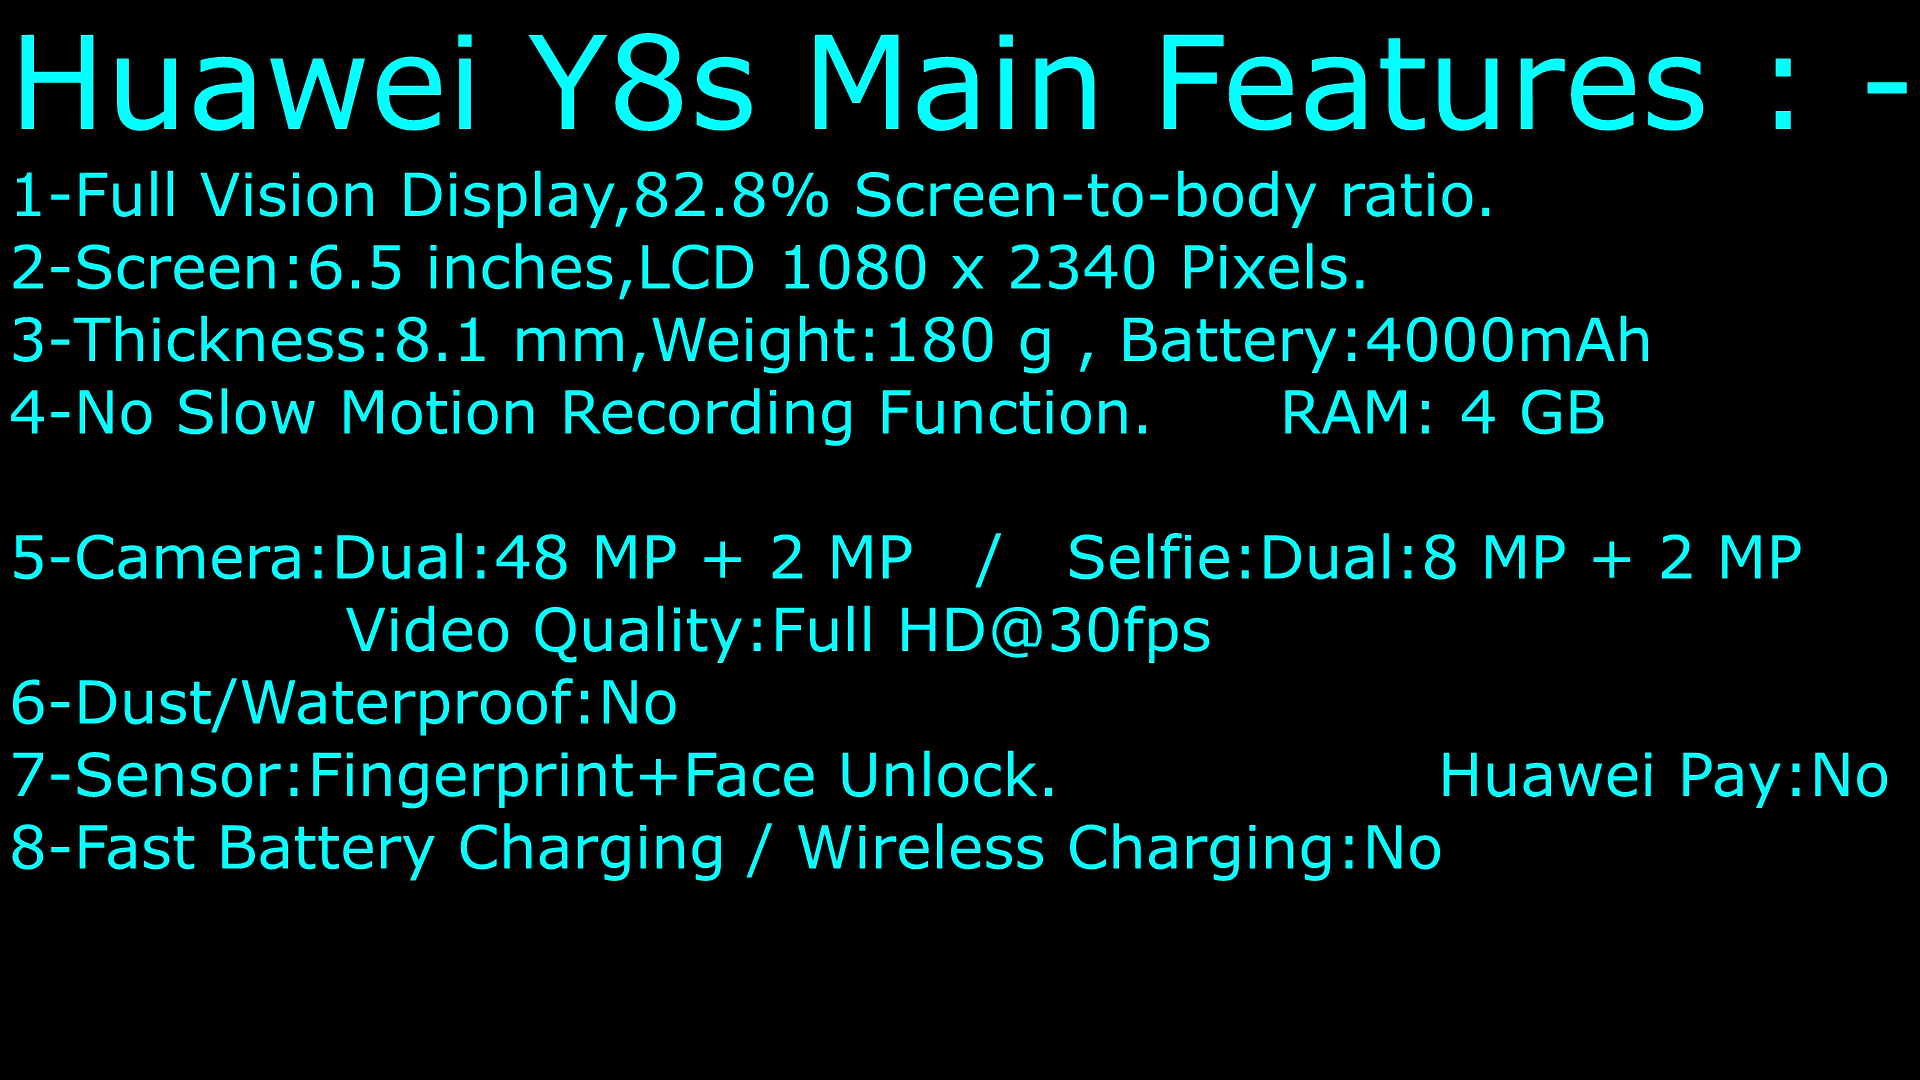 Huawei Y8s Main Features : -
1-Full Vision Display,82.8% Screen-to-body ratio.
2-Screen:6.5 inches,LCD 1080 x 2340 Pixels.
3-Thickness:8.1 mm,Weight:180 g , Battery:4000mAh
4-No Slow Motion Recording Function. RAM: 4 GB
5-Camera:Dual:48 MP + 2 MP / Selfie:Dual:8 MP + 2 MP
Video Quality:Full HD@30fps
6-Dust/Waterproof:No
7-Sensor:Fingerprint+Face Unlock. Huawei Pay:No
8-Fast Battery Charging / Wireless Charging:No